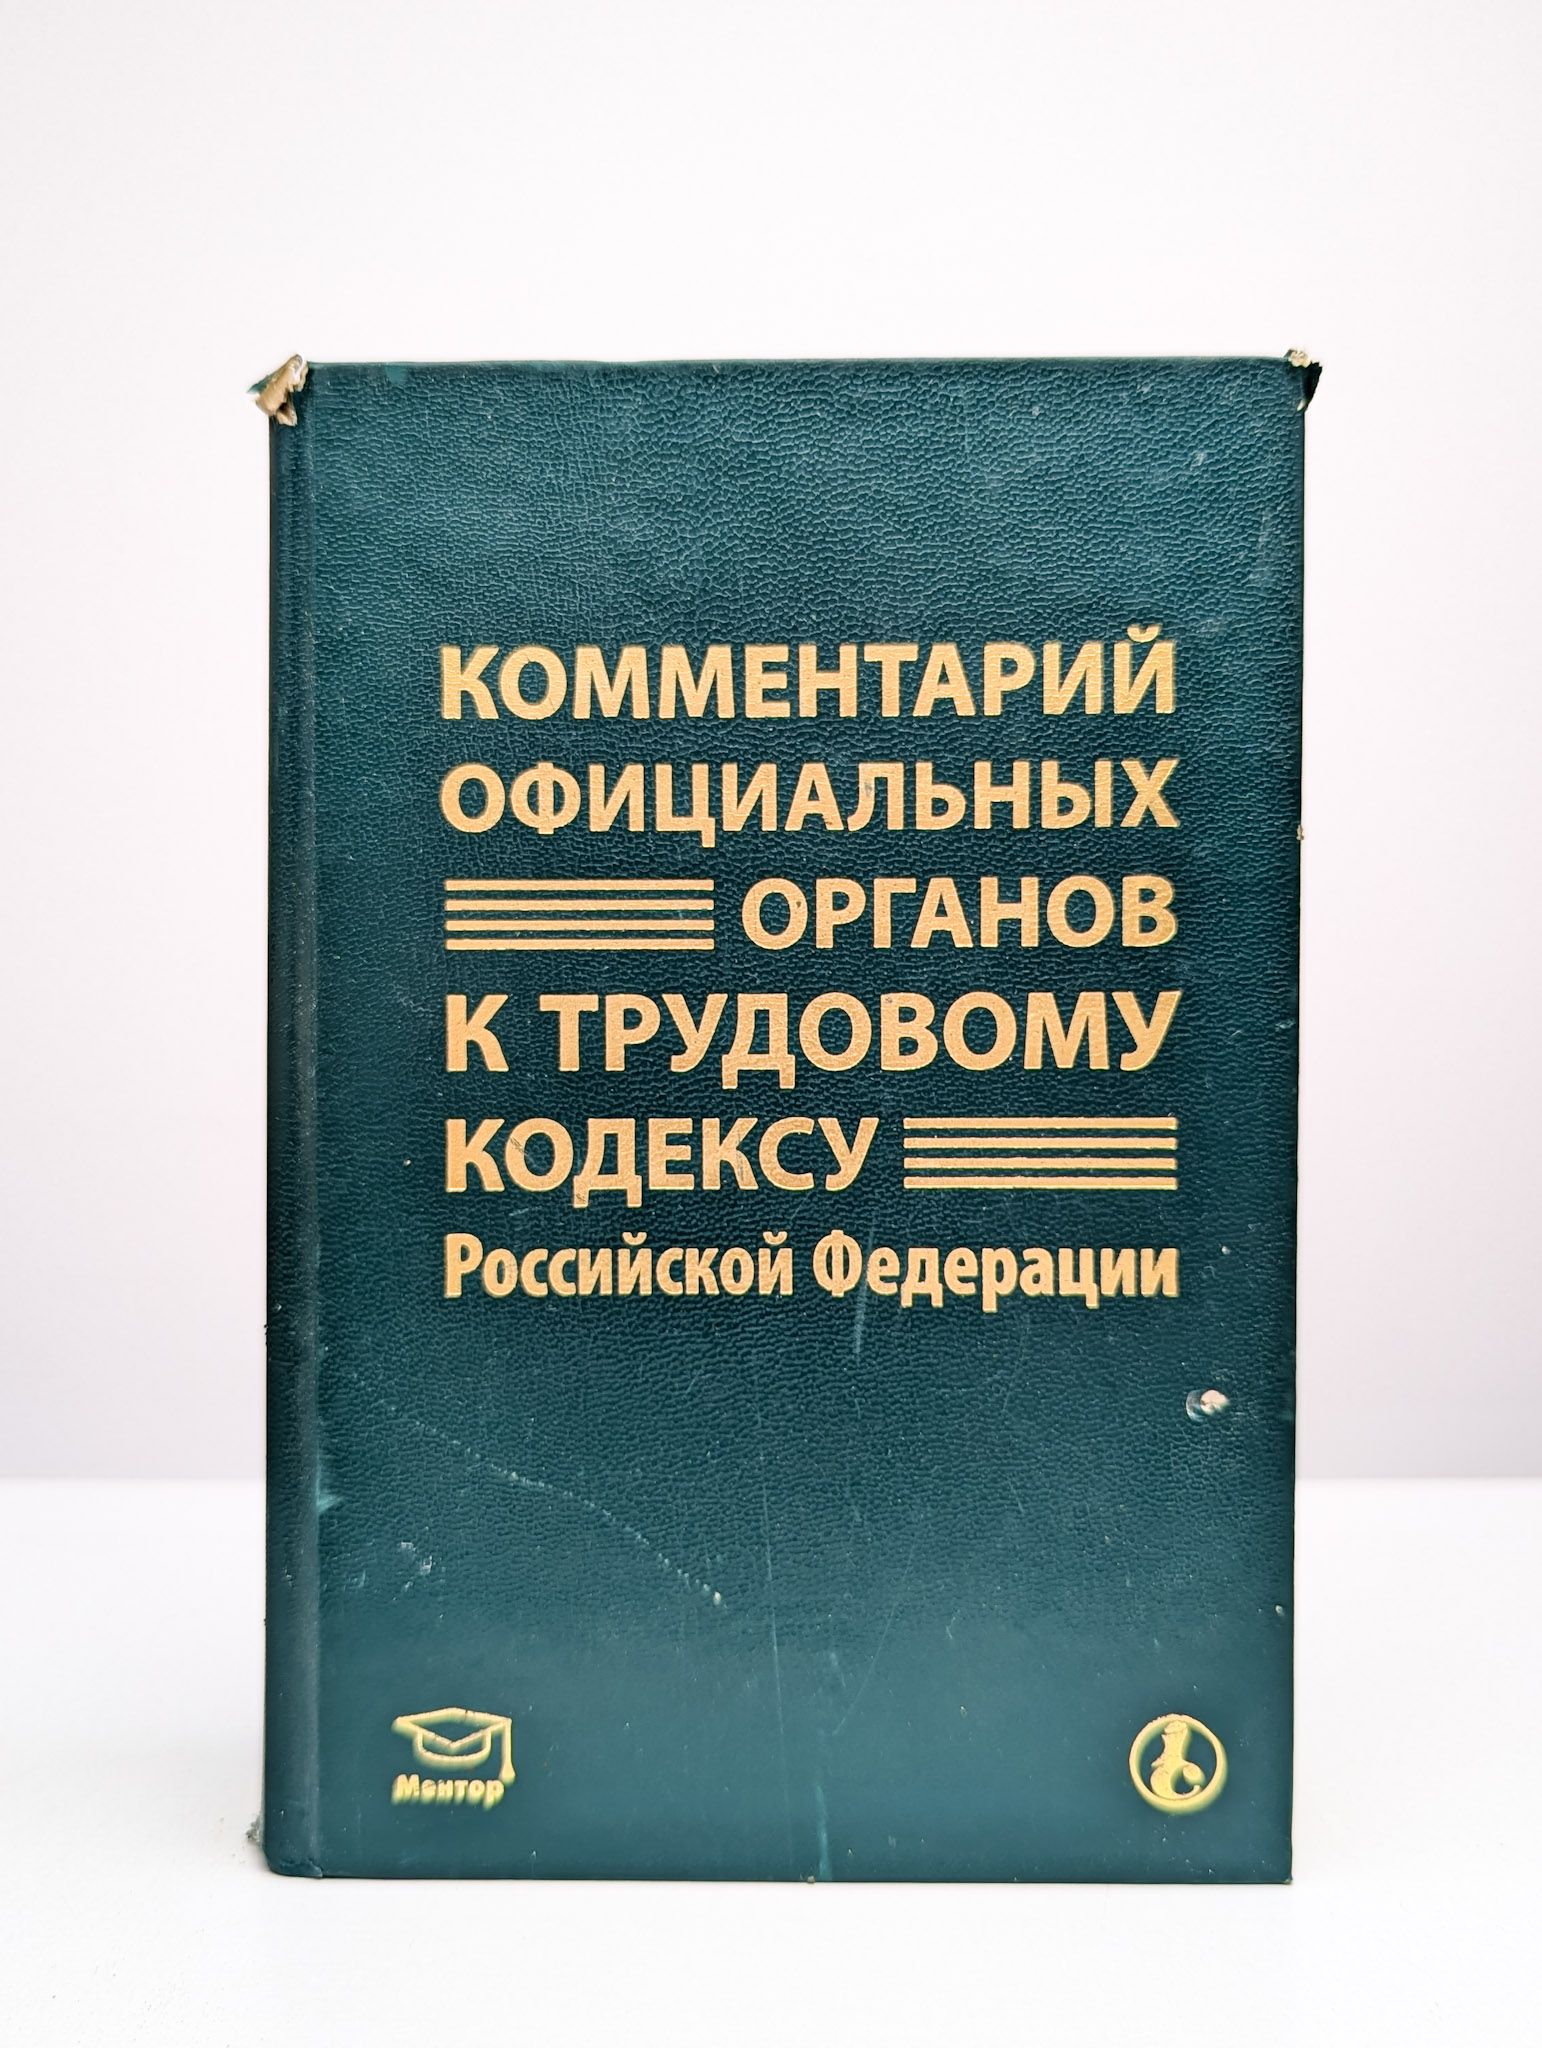 КОММЕНТАРИЙ
ОФИЦИАЛЬНЫХ
ОРГАНОВ
К ТРУДОВОМУ
КОДЕКСУ
Российской Федерации
Ментор